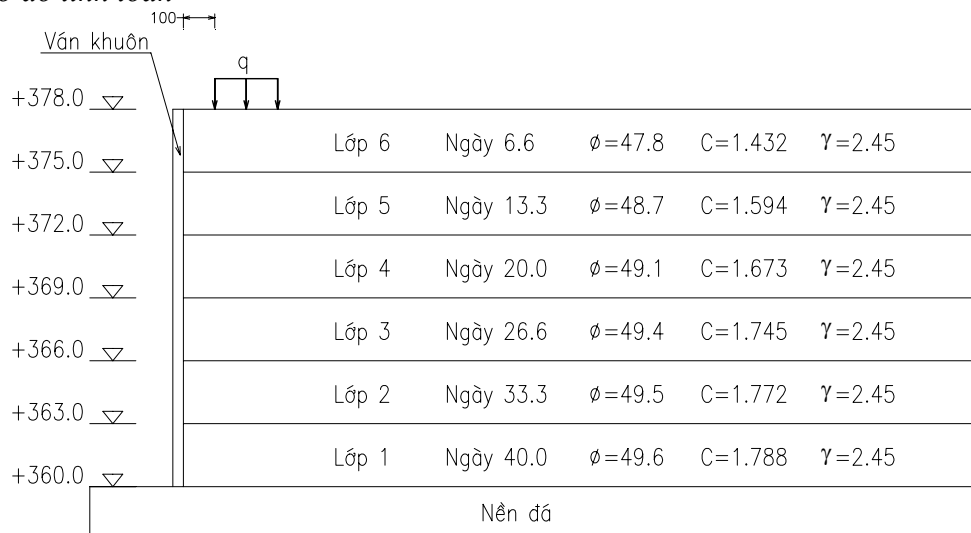 100
Ván khuôn
q
+378.0
Lớp 6 Ngày 6.6 ϕ=47.8 C=1.432 γ=2.45
+375.0
Lớp 5 Ngày 13.3 ϕ=48.7 C=1.594 γ=2.45
+372.0
Lớp 4 Ngày 20.0 ϕ=49.1 C=1.673 γ=2.45
+369.0
Lớp 3 Ngày 26.6 ϕ=49.4 C=1.745 γ=2.45
+366.0
Lớp 2 Ngày 33.3 ϕ=49.5 C=1.772 γ=2.45
+363.0
Lớp 1 Ngày 40.0 ϕ=49.6 C=1.788 γ=2.45
+360.0
Nền đá